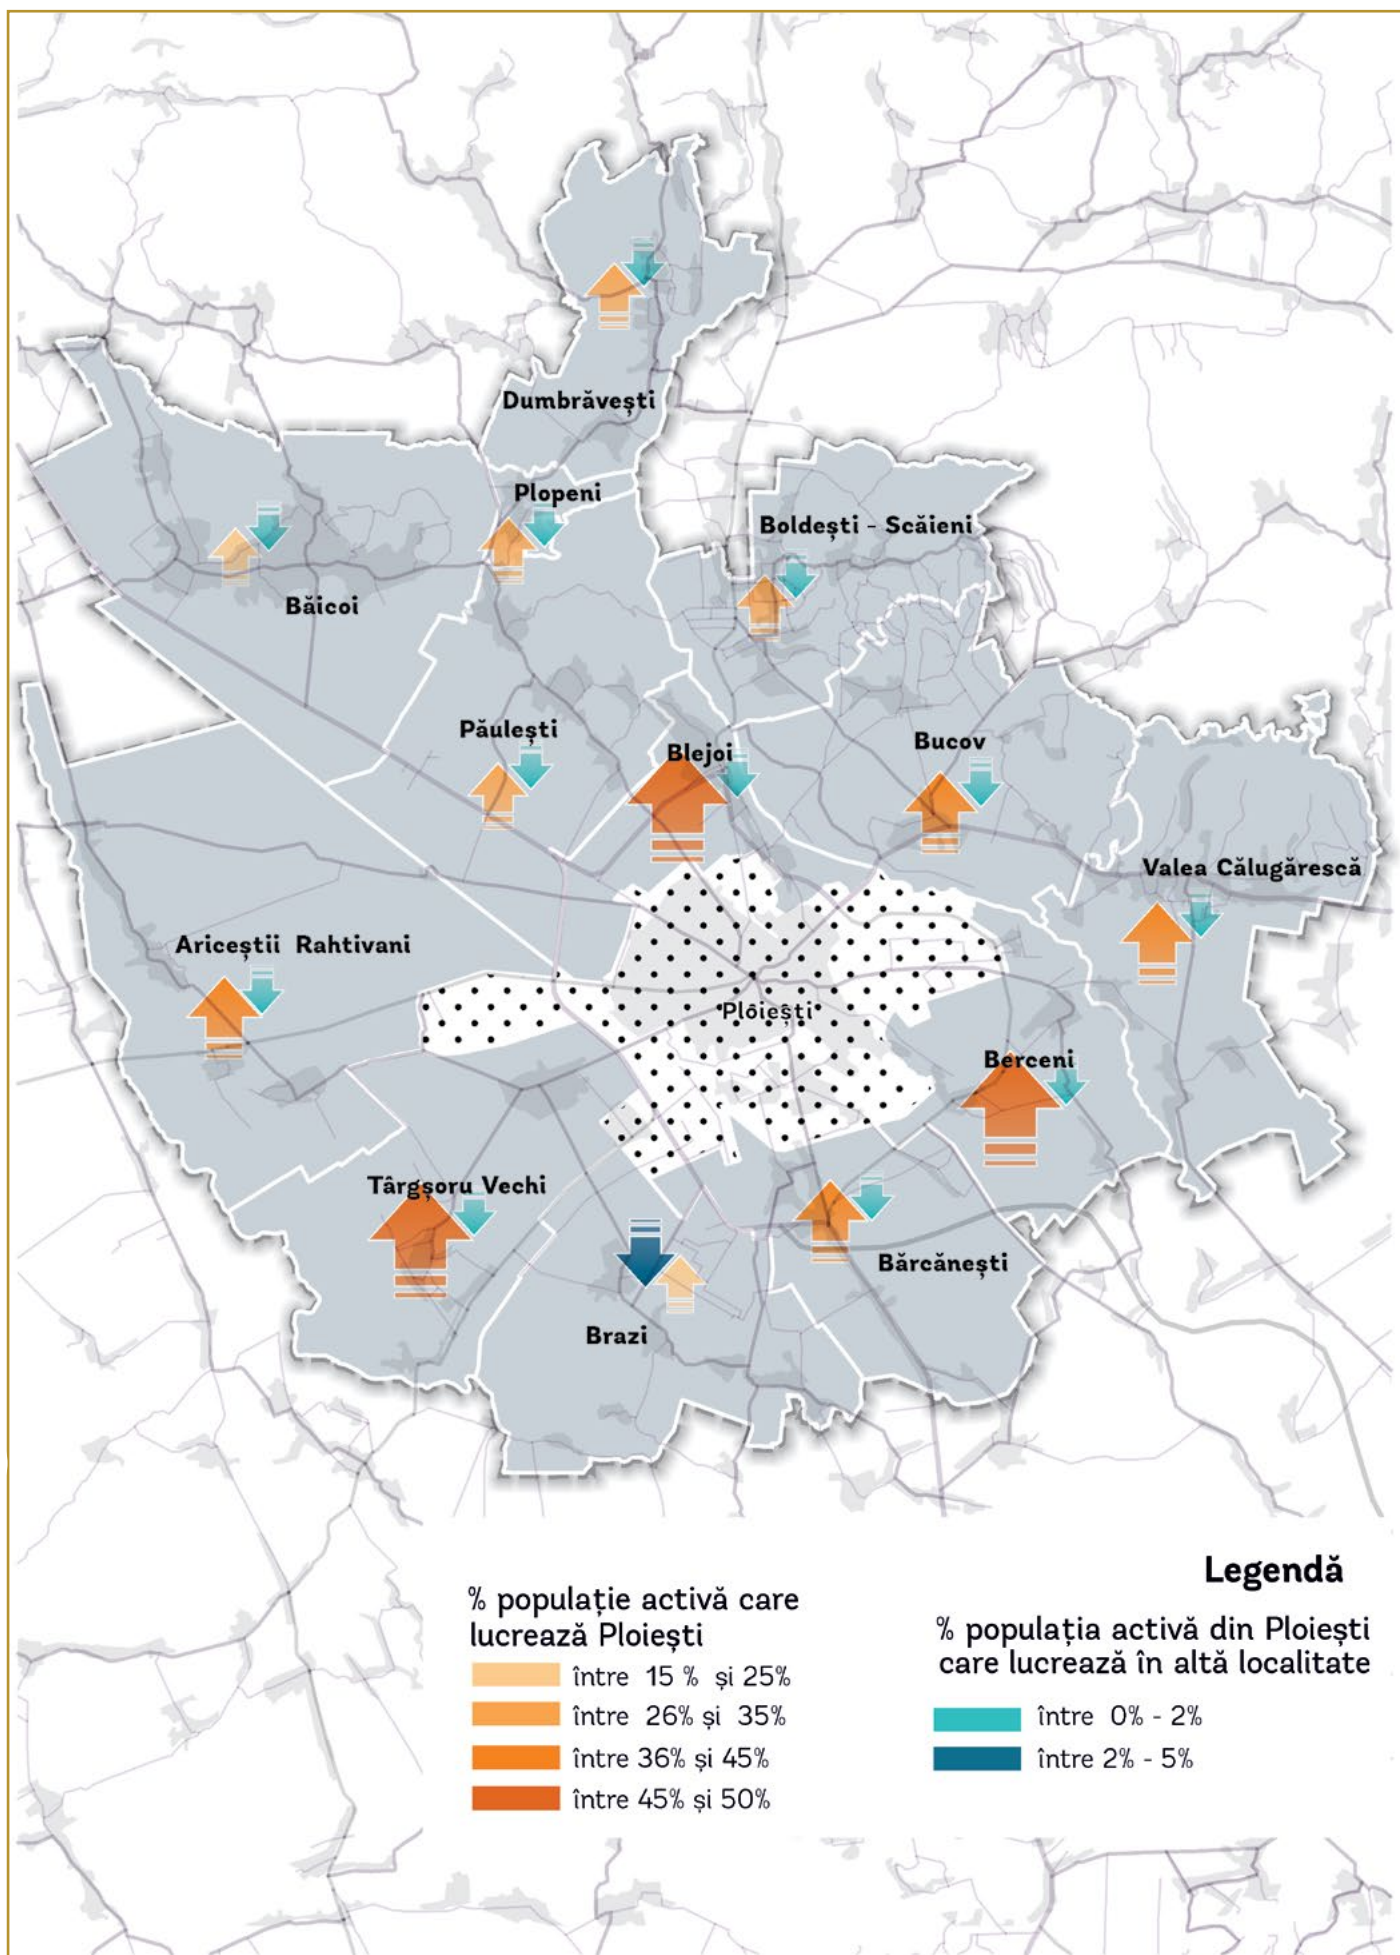 Dumbrăvești
Plopeni
Boldești - Scăieni
Băicoi
Păulești
Blejoi
Bucov
Valea Călugărescă
Ariceștii Rahtivani
Ploiești
Berceni
Târgșoru Vechi
Bărcănești
Brazi
Legendă
% populație activă care
lucrează Ploiești
între 15 % și 25%
între 26% și 35%
între 36% și 45%
între 45% și 50%
% populația activă din Ploiești
care lucrează în altă localitate
între 0% - 2%
între 2% - 5%